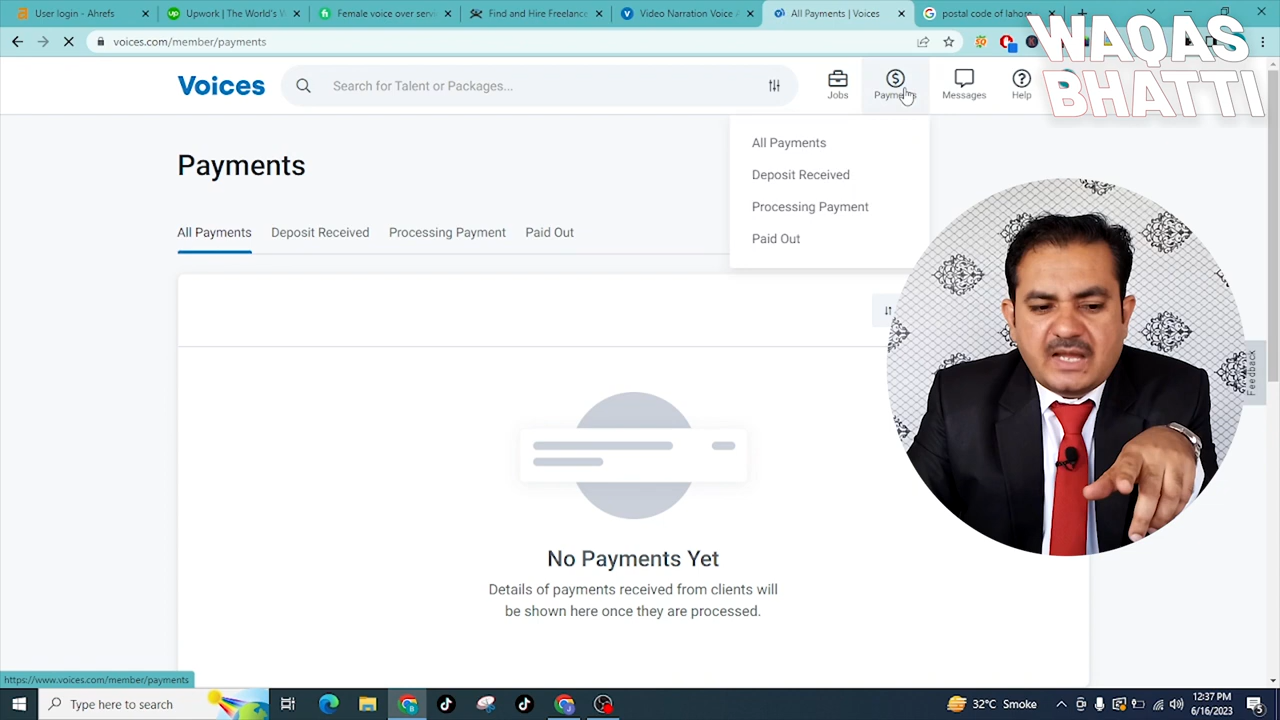 User login - Ahrefs
Upwork | The World's W
Female voice over serv
Find and Hire Freelance
Video Narration Voice A
All Payments | Voices
postal code of lahore
voices.com/member/payments
WAQAS
BHATTI
Voices
Search for Talent or Packages...
Jobs
Payments
Messages
Help
All Payments
Deposit Received
Processing Payment
Paid Out
Payments
All Payments
Deposit Received
Processing Payment
Paid Out
Feedback
No Payments Yet
Details of payments received from clients will
be shown here once they are processed.
https://www.voices.com/member/payments
Type here to search
32°C Smoke
12:37 PM
6/16/2023
5